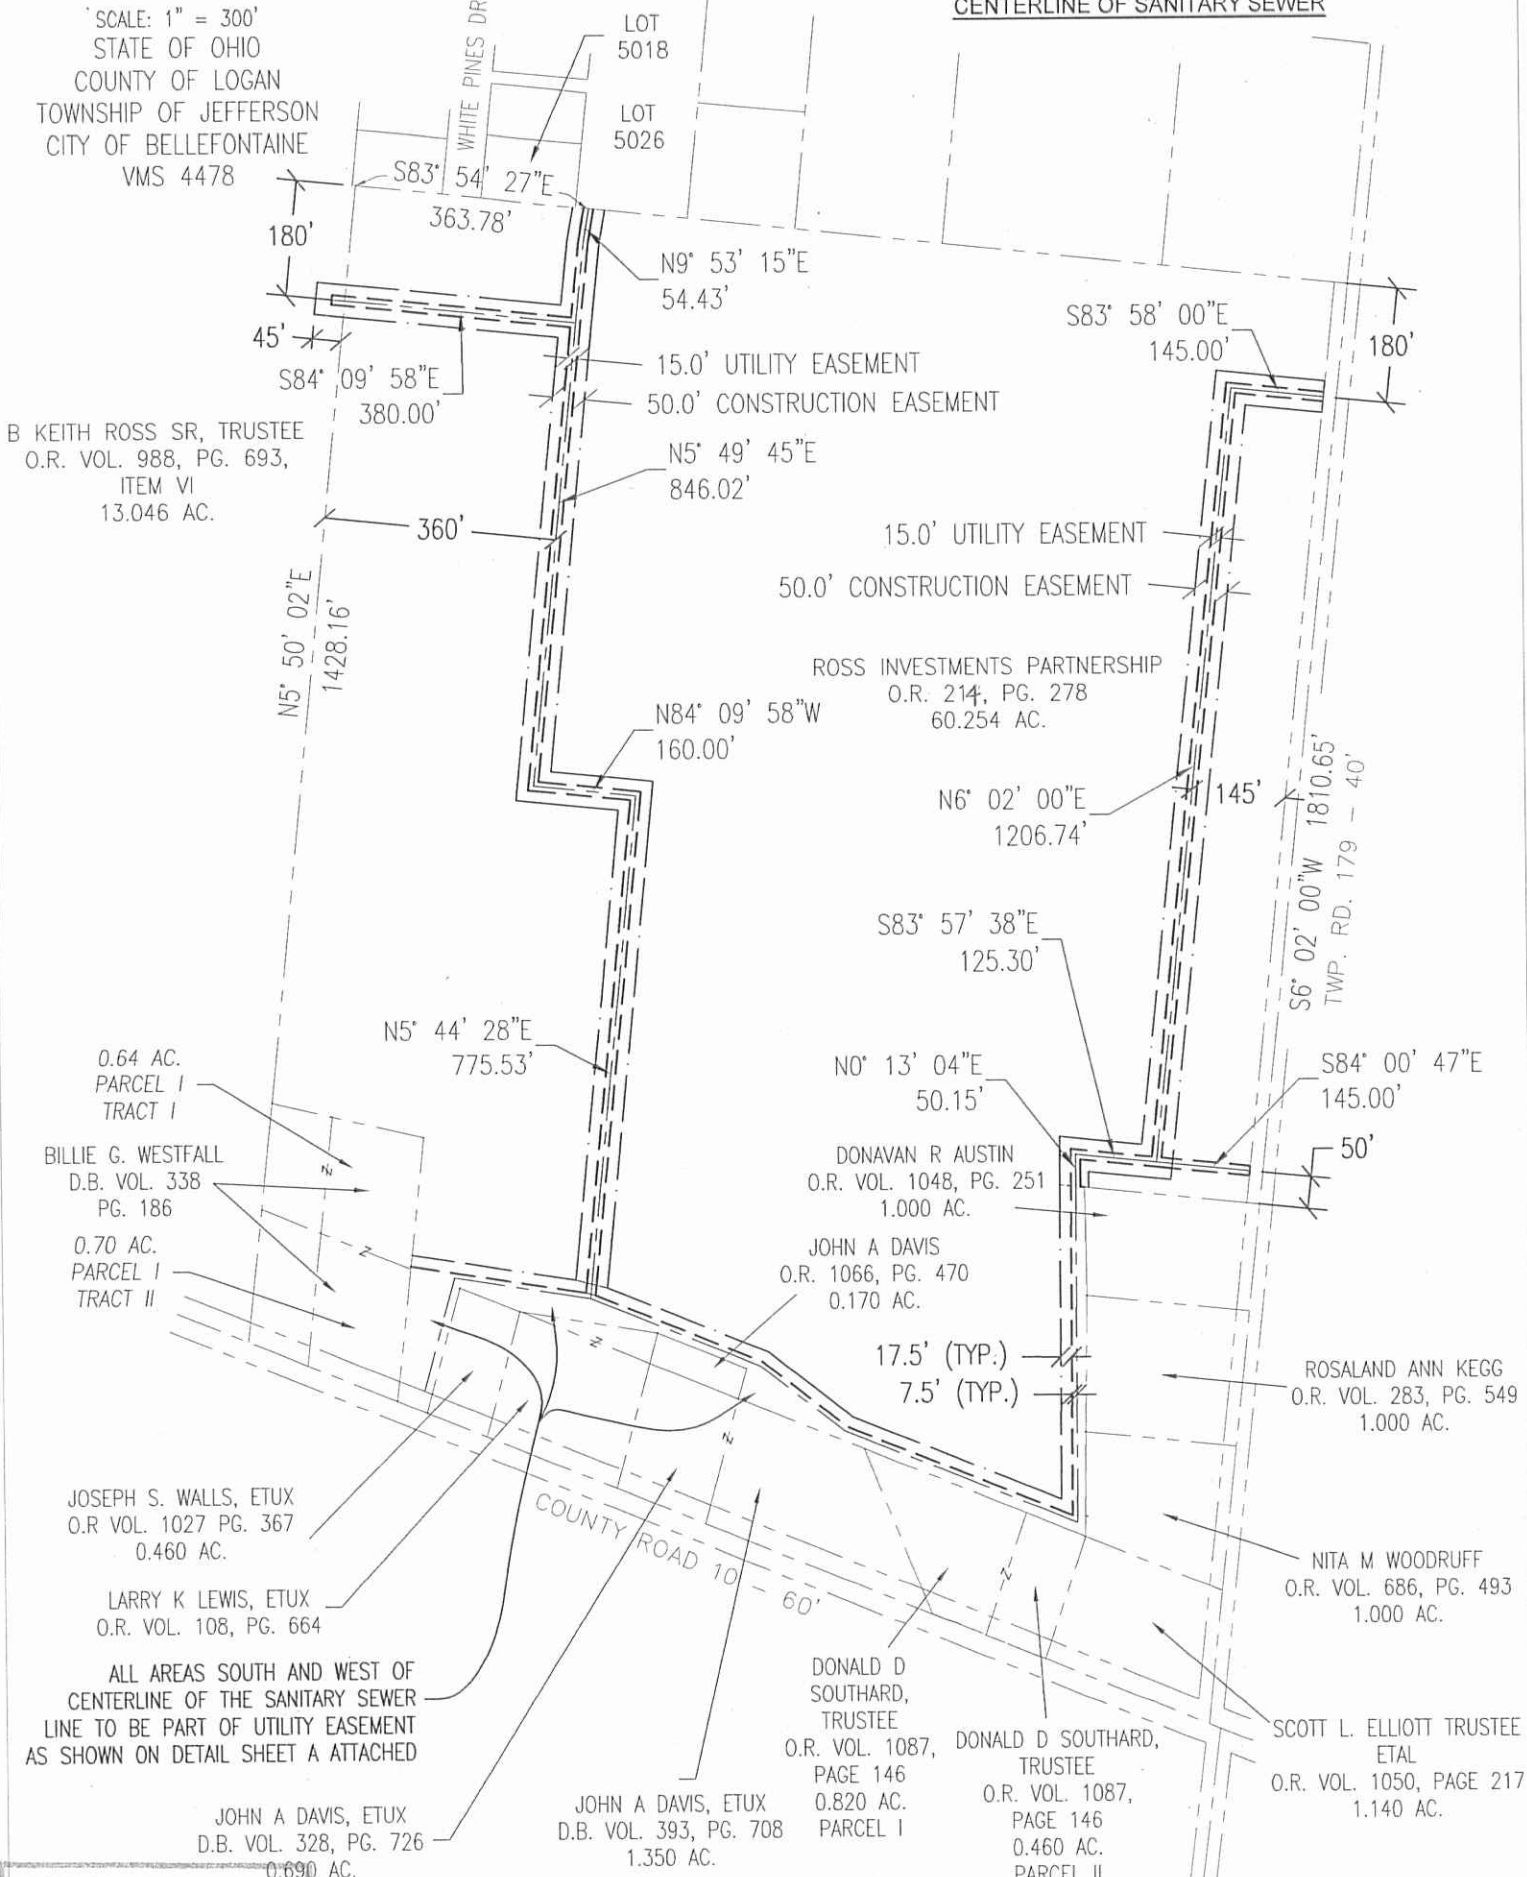 CENTERLINE OF SANITARY SEWER
SCALE: 1" = 300'
STATE OF OHIO
COUNTY OF LOGAN
TOWNSHIP OF JEFFERSON
CITY OF BELLEFONTAINE
VMS 4478
WHITE PINES DR
LOT
5018
LOT
5026
S83° 54' 27"E
363.78'
180'
N9° 53' 15"E
54.43'
S83° 58' 00"E
145.00'
180'
45'
S84° 09' 58"E
380.00'
15.0' UTILITY EASEMENT
50.0' CONSTRUCTION EASEMENT
B KEITH ROSS SR, TRUSTEE
O.R. VOL. 988, PG. 693,
ITEM VI
13.046 AC.
N5° 49' 45"E
846.02'
360'
15.0' UTILITY EASEMENT
50.0' CONSTRUCTION EASEMENT
N5° 50' 02"E
1428.16'
ROSS INVESTMENTS PARTNERSHIP
O.R. 214, PG. 278
60.254 AC.
N84° 09' 58"W
160.00'
N6° 02' 00"E
1206.74'
145'
S6° 02' 00"W 1810.65'
TWP. RD. 179 - 40'
S83° 57' 38"E
125.30'
N5° 44' 28"E
775.53'
N0° 13' 04"E
50.15'
S84° 00' 47"E
145.00'
50'
0.64 AC.
PARCEL I
TRACT I
BILLIE G. WESTFALL
D.B. VOL. 338
PG. 186
0.70 AC.
PARCEL I
TRACT II
DONAVAN R AUSTIN
O.R. VOL. 1048, PG. 251
1.000 AC.
JOHN A DAVIS
O.R. 1066, PG. 470
0.170 AC.
17.5' (TYP.)
7.5' (TYP.)
ROSALAND ANN KEGG
O.R. VOL. 283, PG. 549
1.000 AC.
JOSEPH S. WALLS, ETUX
O.R VOL. 1027 PG. 367
0.460 AC.
COUNTY ROAD 10 - 60'
NITA M WOODRUFF
O.R. VOL. 686, PG. 493
1.000 AC.
LARRY K LEWIS, ETUX
O.R. VOL. 108, PG. 664
ALL AREAS SOUTH AND WEST OF
CENTERLINE OF THE SANITARY SEWER
LINE TO BE PART OF UTILITY EASEMENT
AS SHOWN ON DETAIL SHEET A ATTACHED
DONALD D
SOUTHARD,
TRUSTEE
O.R. VOL. 1087,
PAGE 146
0.820 AC.
PARCEL I
DONALD D SOUTHARD,
TRUSTEE
O.R. VOL. 1087,
PAGE 146
0.460 AC.
PARCEL II
SCOTT L. ELLIOTT TRUSTEE
ETAL
O.R. VOL. 1050, PAGE 217
1.140 AC.
JOHN A DAVIS, ETUX
D.B. VOL. 328, PG. 726
0.690 AC.
JOHN A DAVIS, ETUX
D.B. VOL. 393, PG. 708
1.350 AC.